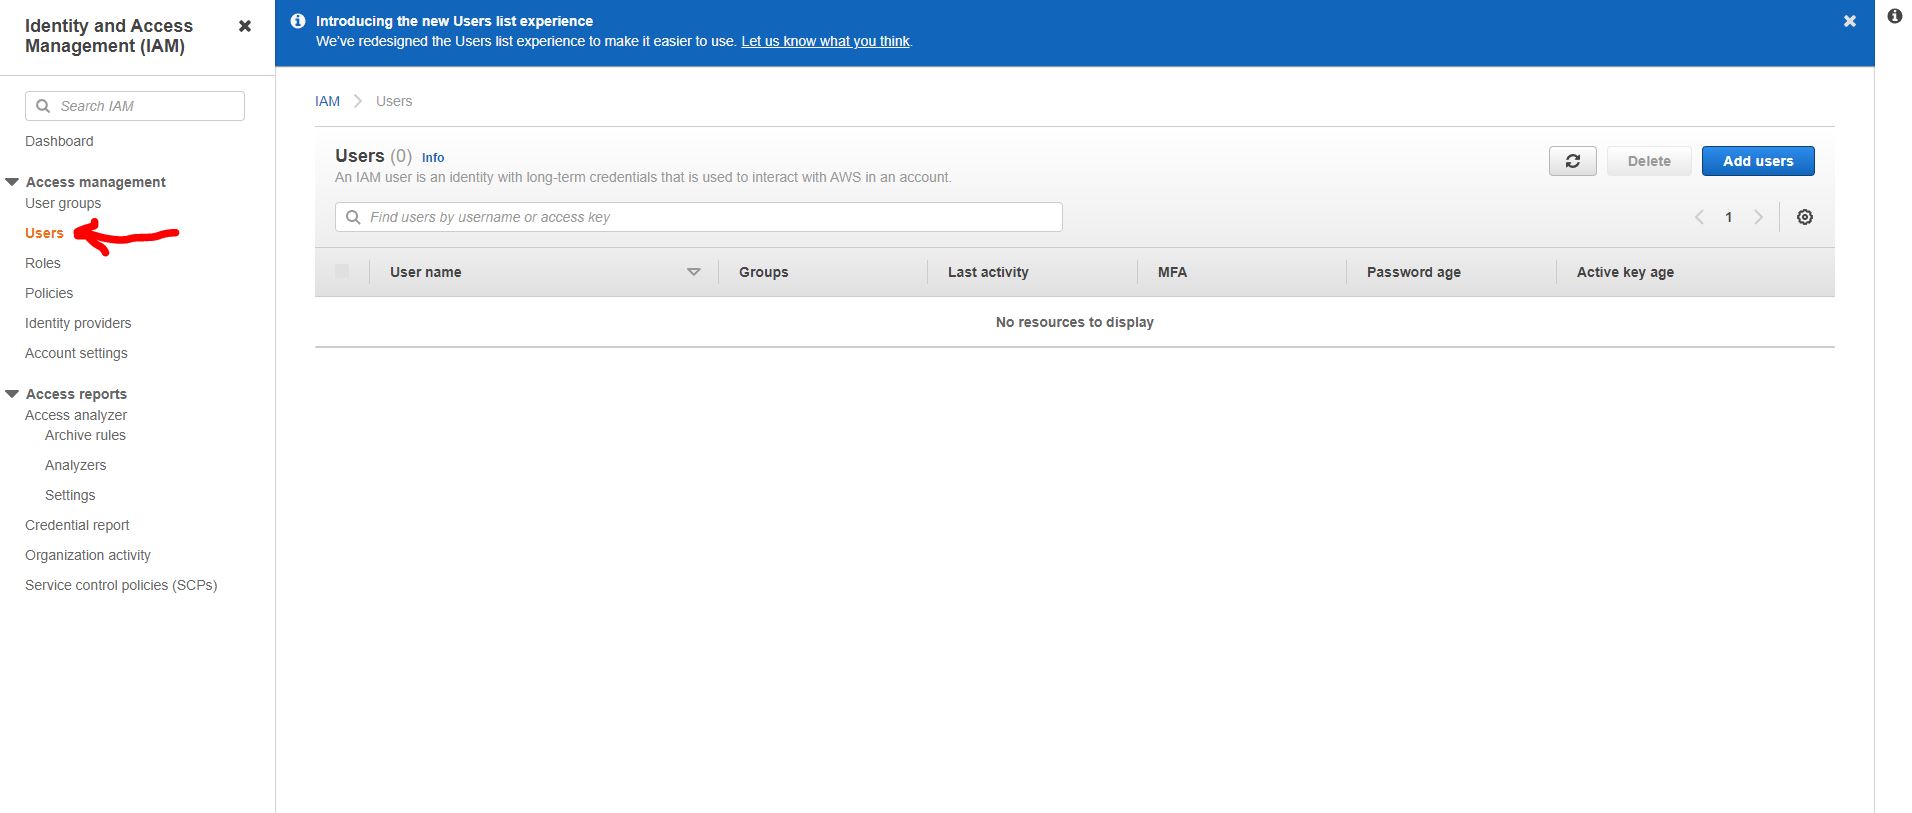 Identity and Access
Management (IAM)
Search IAM
Dashboard
Access management
User groups
Users
Roles
Policies
Identity providers
Account settings
Access reports
Access analyzer
Archive rules
Analyzers
Settings
Credential report
Organization activity
Service control policies (SCPs)
Introducing the new Users list experience
We've redesigned the Users list experience to make it easier to use. Let us know what you think.
IAM Users
Users (0) Info
An IAM user is an identity with long-term credentials that is used to interact with AWS in an account.
Delete Add users
Find users by username or access key
1
User name Groups Last activity MFA Password age Active key age
No resources to display